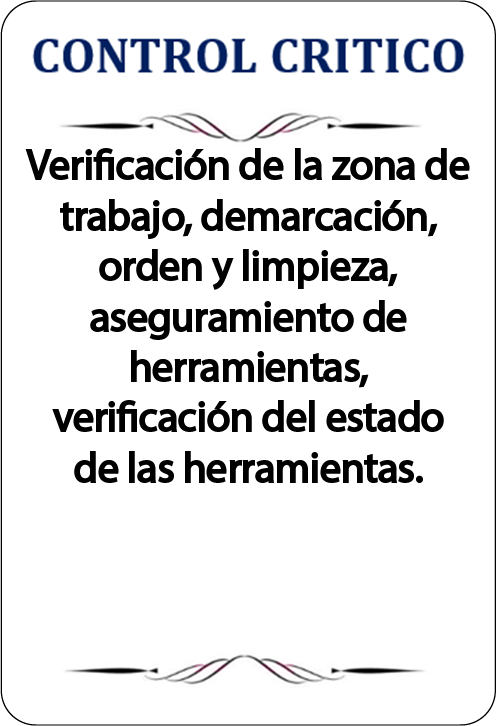 CONTROL CRITICO
Verificación de la zona de
trabajo, demarcación,
orden y limpieza,
aseguramiento de
herramientas,
verificación del estado
de las herramientas.